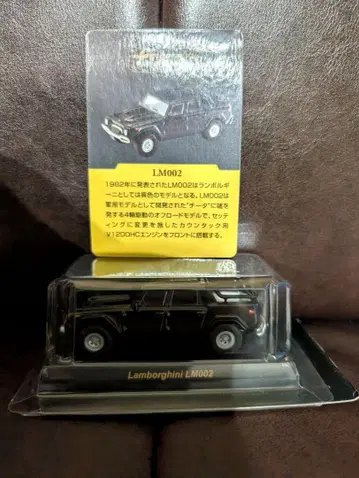 LM002
1982年に発表されたLM002はランボルギ
ーニとしては異色のモデルとなる。LM002は
軍用モデルとして開発された"チータ"に端を
発する4輪駆動のオフロードモデルで、セッテ
ィングに変更を施したカウンタック用
V12DOHCエンジンをフロントに搭載する。
Lamborghini LM002